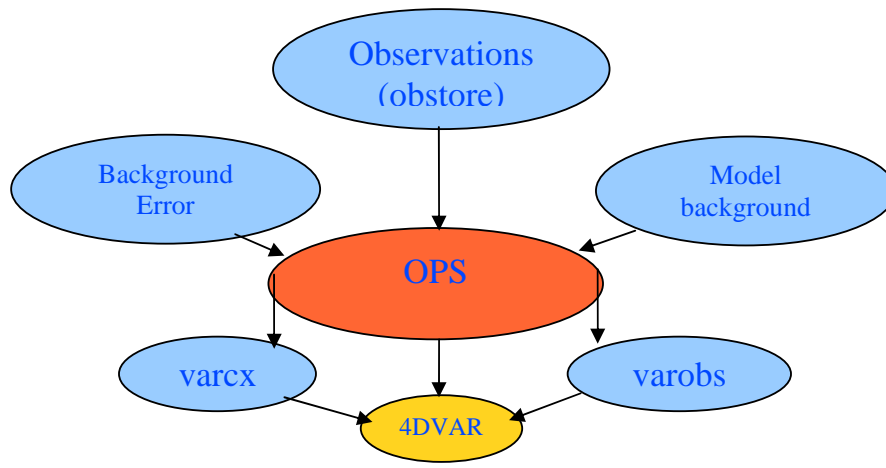 Observations
(obstore)
Background
Error
Model
background
OPS
varcx
varobs
4DVAR